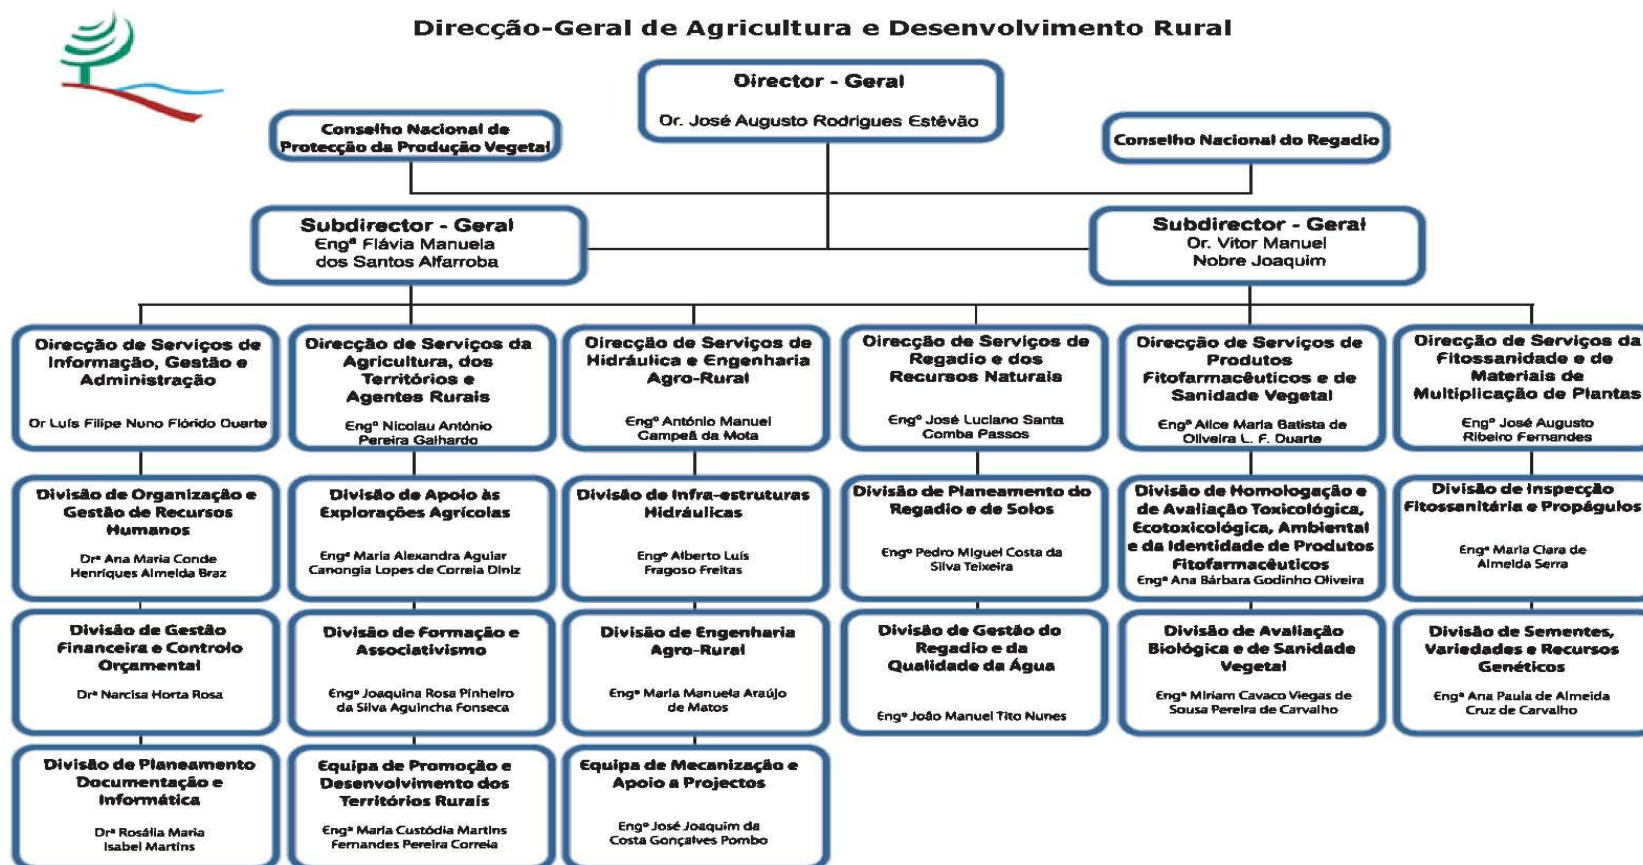 Direcção-Geral de Agricultura e Desenvolvimento Rural
Director - Geral
Dr. José Augusto Rodrigues Estêvão
Conselho Nacional de
Protecção da Produção Vegetal
Conselho Nacional do Regadio
Subdirector - Geral
Engª Flávia Manuela
dos Santos Alfarroba
Subdirector - Geral
Dr. Vitor Manuel
Nobre Joaquim
Direcção de Serviços de
Informação, Gestão e
Administração
Dr Luís Filipe Nuno Flórido Duarte
Direcção de Serviços da
Agricultura, dos
Territórios e
Agentes Rurais
Engº Nicolau António
Pereira Galhardo
Direcção de Serviços de
Hidráulica e Engenharia
Agro-Rural
Engº António Manuel
Campeã da Mota
Direcção de Serviços de
Regadio e dos
Recursos Naturais
Engº José Luciano Santa
Comba Passos
Direcção de Serviços de
Produtos
Fitofarmacêuticos e de
Sanidade Vegetal
Engª Alice Maria Batista de
Oliveira L. F. Duarte
Direcção de Serviços da
Fitossanidade e de
Materiais de
Multiplicação de Plantas
Engº José Augusto
Ribeiro Fernandes
Divisão de Organização e
Gestão de Recursos
Humanos
Drª Ana Maria Conde
Henriques Almeida Braz
Divisão de Apoio às
Explorações Agrícolas
Engª Maria Alexandra Aguiar
Canongia Lopes de Correia Diniz
Divisão de Infra-estruturas
Hidráulicas
Engº Alberto Luís
Fragoso Freitas
Divisão de Planeamento do
Regadio e de Solos
Engº Pedro Miguel Costa da
Silva Teixeira
Divisão de Homologação e
de Avaliação Toxicológica,
Ecotoxicológica, Ambiental
e da Identidade de Produtos
Fitofarmacêuticos
Engª Ana Bárbara Godinho Oliveira
Divisão de Inspecção
Fitossanitária e Propágulos
Engª Maria Clara de
Almeida Serra
Divisão de Gestão
Financeira e Controlo
Orçamental
Drª Narcisa Horta Rosa
Divisão de Formação e
Associativismo
Engª Joaquina Rosa Pinheiro
da Silva Aguincha Fonseca
Divisão de Engenharia
Agro-Rural
Engª Maria Manuela Araújo
de Matos
Divisão de Gestão do
Regadio e da
Qualidade da Água
Engº João Manuel Tito Nunes
Divisão de Avaliação
Biológica e de Sanidade
Vegetal
Engª Miriam Cavaco Viegas de
Sousa Pereira de Carvalho
Divisão de Sementes,
Variedades e Recursos
Genéticos
Engª Ana Paula de Almeida
Cruz de Carvalho
Divisão de Planeamento
Documentação e
Informática
Drª Rosália Maria
Isabel Martins
Equipa de Promoção e
Desenvolvimento dos
Territórios Rurais
Engª Maria Custódia Martins
Fernandes Pereira Correia
Equipa de Mecanização e
Apoio a Projectos
Engº José Joaquim da
Costa Gonçalves Pombo